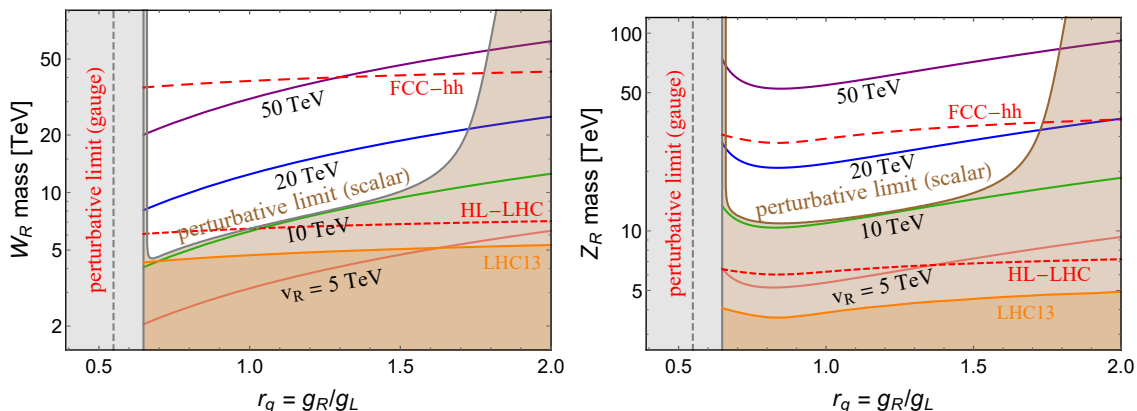 W_R mass [TeV]
50
20
10
5
2
perturbative limit (gauge)
FCC−hh
50 TeV
20 TeV
perturbative limit (scalar)
10 TeV
HL−LHC
LHC13
v_R = 5 TeV
0.5
1.0
1.5
2.0
r_g = g_R/g_L
Z_R mass [TeV]
100
50
10
5
perturbative limit (gauge)
50 TeV
FCC−hh
20 TeV
perturbative limit (scalar)
10 TeV
v_R = 5 TeV
HL−LHC
LHC13
0.5
1.0
1.5
2.0
r_g = g_R/g_L